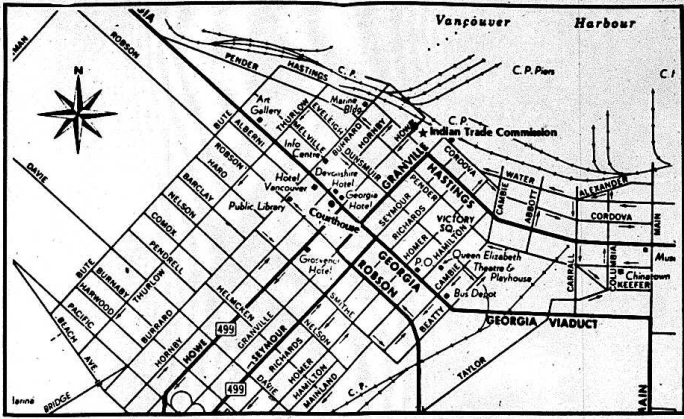 Vançouver Harbour
C.P. Piers
C.P.
C.P.
ROBSON
PENDER
HASTINGS
Art
Gallery
Marine
Bldg
BUTE
ALBERNI
THURLOW
MELVILLE
EVELEIGH
BURRARD
DUNSMUIR
HORNBY
HOWE
Indian Trade Commission
Info
Centre
Devonshire
Hotel
Georgia
Hotel
Hotel
Vancouver
Public Library
Courthouse
GRANVILLE
HASTINGS
CORDOVA
WATER
ALEXANDER
CAMBIE
ABBOTT
CORDOVA
MAIN
CARRALL
COLUMBIA
Chinatown
KEEFER
DAVIE
ROBSON
HARO
BARCLAY
NELSON
COMOX
PENDRELL
THURLOW
BUTE
BURNABY
HARWOOD
PACIFIC
BEACH
AVE
BURRARD
HORNBY
HOWE
HELMCKEN
GRANVILLE
SEYMOUR
RICHARDS
NELSON
SMITHE
DAVIE
HOMER
HAMILTON
MAINLAND
499
499
Grosvenor
Hotel
SEYMOUR
PENDER
RICHARDS
HOMER
HAMILTON
VICTORY
SQ.
P.O.
CAMBIE
BEATTY
Queen Elizabeth
Theatre &
Playhouse
Bus Depot
GEORGIA
ROBSON
GEORGIA VIADUCT
TAYLOR
C.P.
BRIDGE